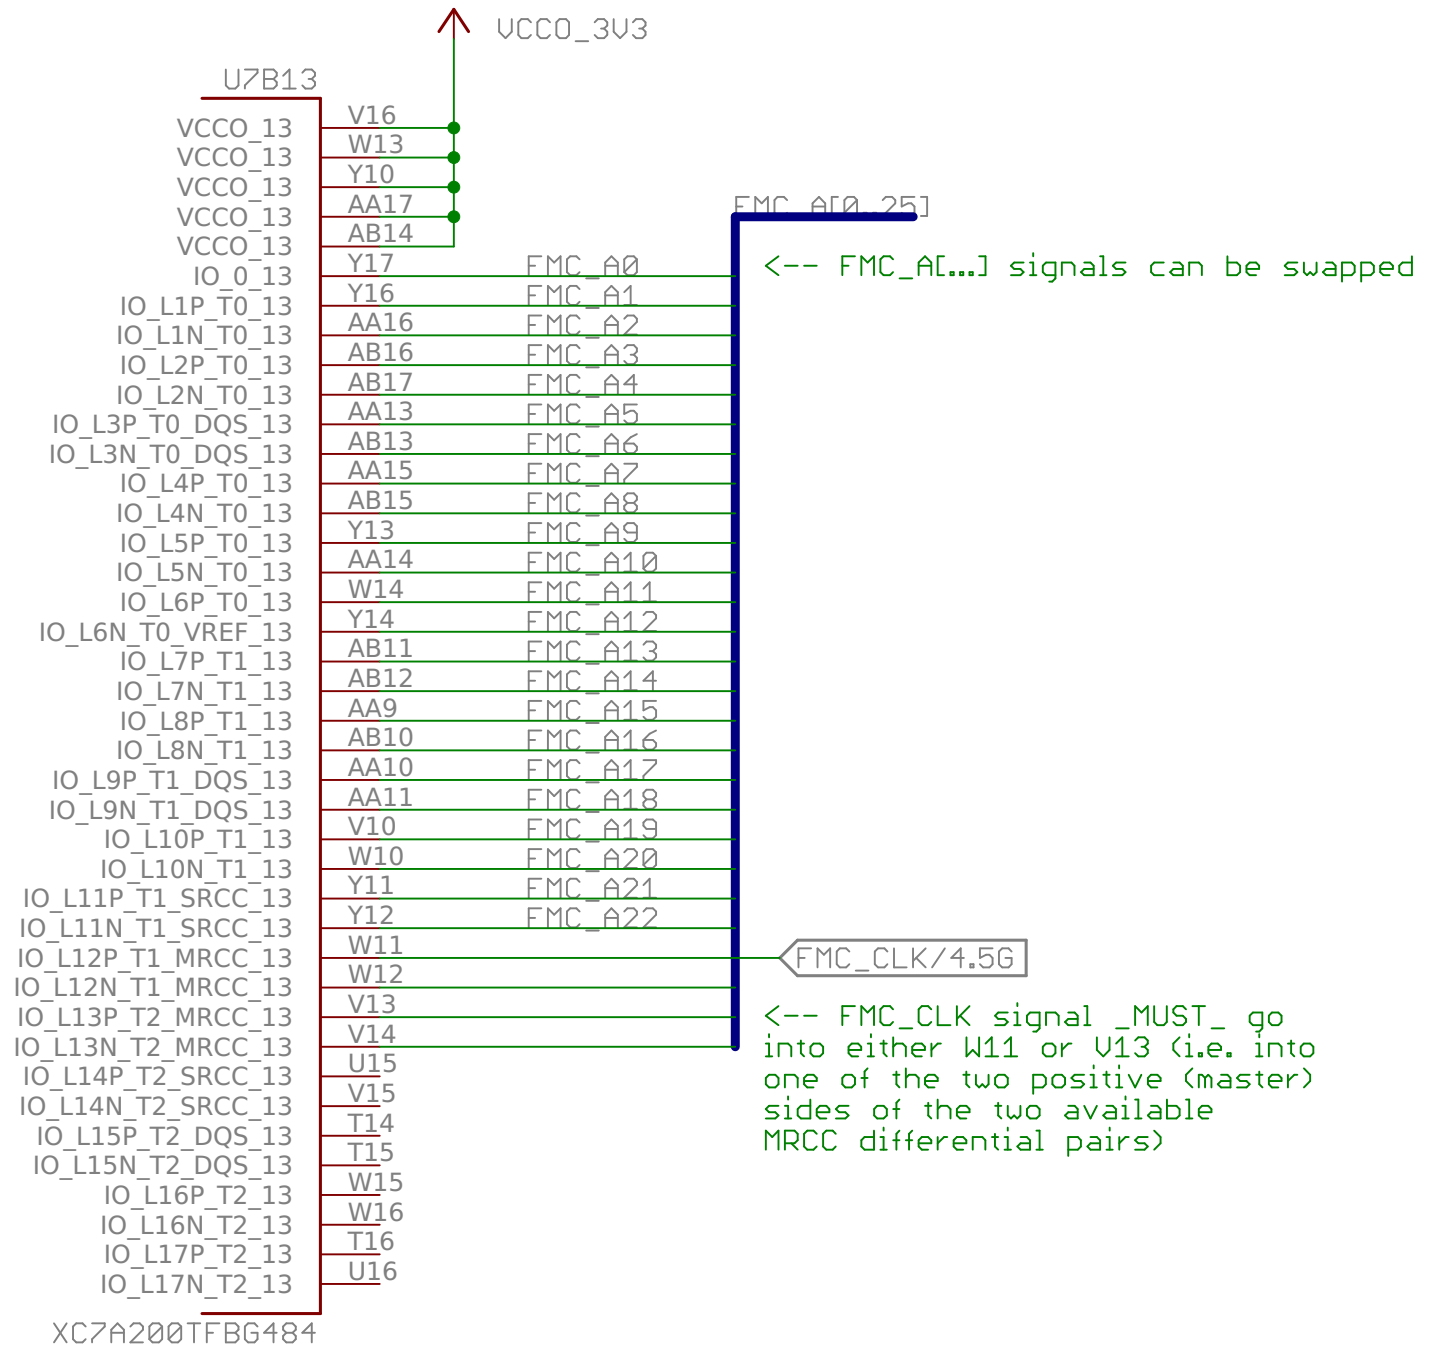 VCCO_3V3
U7B13
VCCO_13 V16
VCCO_13 W13
VCCO_13 Y10
VCCO_13 AA17
FMC_A[0..25]
VCCO_13 AB14
IO_0_13 Y17 FMC_A0 <-- FMC_A[...] signals can be swapped
IO_L1P_T0_13 Y16 FMC_A1
IO_L1N_T0_13 AA16 FMC_A2
IO_L2P_T0_13 AB16 FMC_A3
IO_L2N_T0_13 AB17 FMC_A4
IO_L3P_T0_DQS_13 AA13 FMC_A5
IO_L3N_T0_DQS_13 AB13 FMC_A6
IO_L4P_T0_13 AA15 FMC_A7
IO_L4N_T0_13 AB15 FMC_A8
IO_L5P_T0_13 Y13 FMC_A9
IO_L5N_T0_13 AA14 FMC_A10
IO_L6P_T0_13 W14 FMC_A11
IO_L6N_T0_VREF_13 Y14 FMC_A12
IO_L7P_T1_13 AB11 FMC_A13
IO_L7N_T1_13 AB12 FMC_A14
IO_L8P_T1_13 AA9 FMC_A15
IO_L8N_T1_13 AB10 FMC_A16
IO_L9P_T1_DQS_13 AA10 FMC_A17
IO_L9N_T1_DQS_13 AA11 FMC_A18
IO_L10P_T1_13 V10 FMC_A19
IO_L10N_T1_13 W10 FMC_A20
IO_L11P_T1_SRCC_13 Y11 FMC_A21
IO_L11N_T1_SRCC_13 Y12 FMC_A22
IO_L12P_T1_MRCC_13 W11 FMC_CLK/4.5G
IO_L12N_T1_MRCC_13 W12
IO_L13P_T2_MRCC_13 V13
IO_L13N_T2_MRCC_13 V14
IO_L14P_T2_SRCC_13 U15
IO_L14N_T2_SRCC_13 V15
IO_L15P_T2_DQS_13 T14
IO_L15N_T2_DQS_13 T15
IO_L16P_T2_13 W15
IO_L16N_T2_13 W16
IO_L17P_T2_13 T16
IO_L17N_T2_13 U16
<-- FMC_CLK signal _MUST_ go
into either W11 or V13 (i.e. into
one of the two positive (master)
sides of the two available
MRCC differential pairs)
XC7A200TFBG484